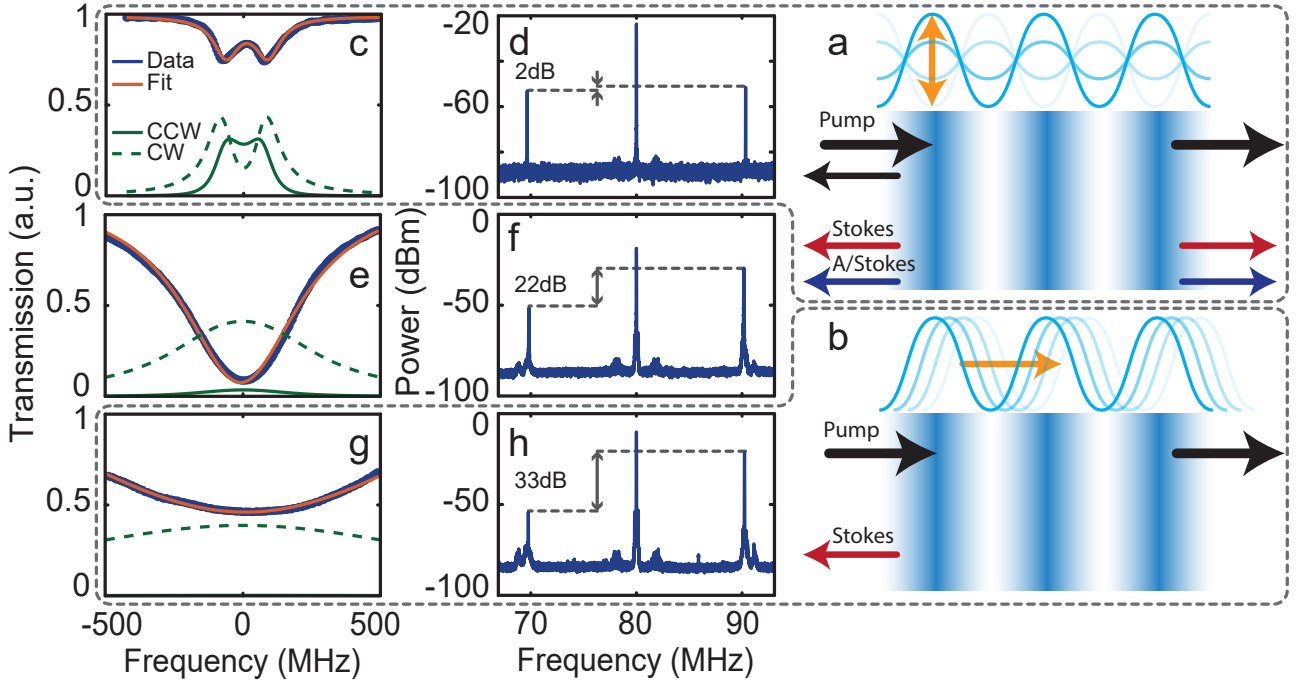 1
c
Data
Fit
CCW
CW
0.5
0
-20
d
2dB
-60
-100
a
Pump
Stokes
A/Stokes
Transmission (a.u.)
1
e
0.5
0
Power (dBm)
0
f
22dB
-50
-100
b
Pump
Stokes
1
g
0.5
0
-500
0
500
Frequency (MHz)
0
h
33dB
-50
-100
70
80
90
Frequency (MHz)